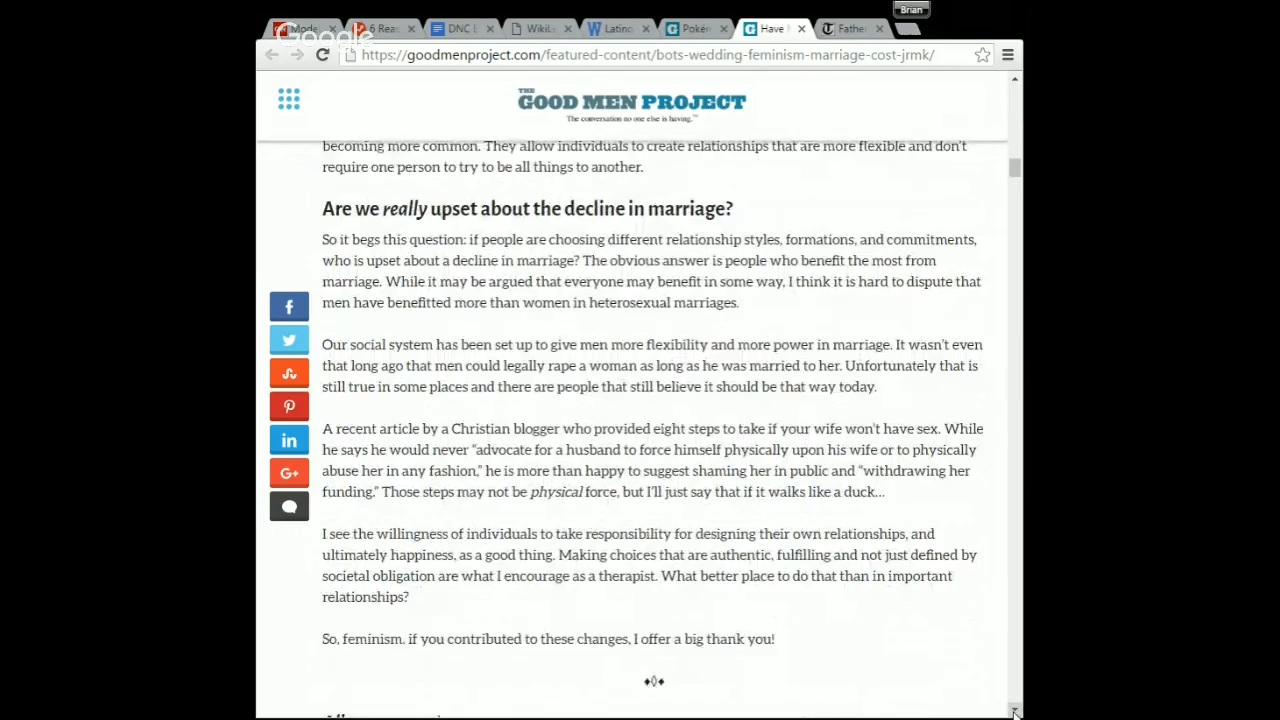 Brian
Mode
6 Rea
DNC L
WikiL
Latino
Pokém
Have
Fathe
Google
https://goodmenproject.com/featured-content/bots-wedding-feminism-marriage-cost-jrmk/
THE
GOOD MEN PROJECT
The conversation no one else is having.™
becoming more common. They allow individuals to create relationships that are more flexible and don't
require one person to try to be all things to another.
Are we really upset about the decline in marriage?
So it begs this question: if people are choosing different relationship styles, formations, and commitments,
who is upset about a decline in marriage? The obvious answer is people who benefit the most from
marriage. While it may be argued that everyone may benefit in some way, I think it is hard to dispute that
men have benefitted more than women in heterosexual marriages.
Our social system has been set up to give men more flexibility and more power in marriage. It wasn't even
that long ago that men could legally rape a woman as long as he was married to her. Unfortunately that is
still true in some places and there are people that still believe it should be that way today.
A recent article by a Christian blogger who provided eight steps to take if your wife won't have sex. While
he says he would never “advocate for a husband to force himself physically upon his wife or to physically
abuse her in any fashion,” he is more than happy to suggest shaming her in public and “withdrawing her
funding.” Those steps may not be physical force, but I'll just say that if it walks like a duck…
I see the willingness of individuals to take responsibility for designing their own relationships, and
ultimately happiness, as a good thing. Making choices that are authentic, fulfilling and not just defined by
societal obligation are what I encourage as a therapist. What better place to do that than in important
relationships?
So, feminism, if you contributed to these changes, I offer a big thank you!